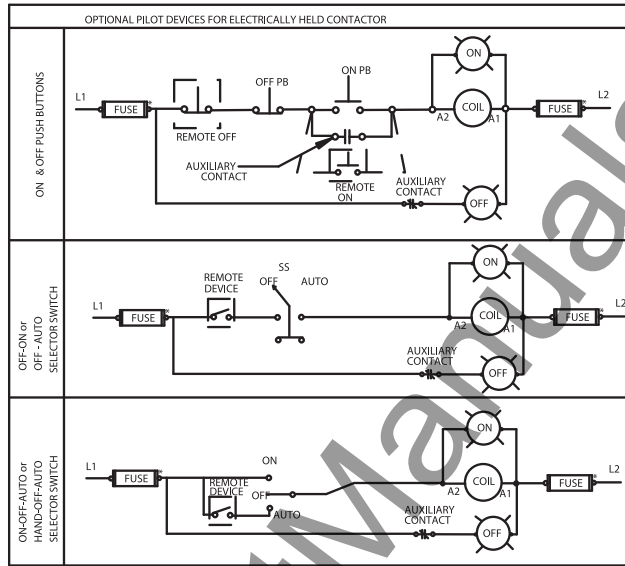 OPTIONAL PILOT DEVICES FOR ELECTRICALLY HELD CONTACTOR
ON & OFF PUSH BUTTONS
L1
FUSE
*
REMOTE OFF
OFF PB
ON PB
AUXILIARY
CONTACT
REMOTE
ON
AUXILIARY
CONTACT
ON
COIL
A2
A1
OFF
FUSE
*
L2
OFF-ON or
OFF - AUTO
SELECTOR SWITCH
L1
FUSE
*
REMOTE
DEVICE
SS
OFF
AUTO
AUXILIARY
CONTACT
ON
COIL
A2
A1
OFF
FUSE
*
L2
ON-OFF-AUTO or
HAND-OFF-AUTO
SELECTOR SWITCH
L1
FUSE
*
REMOTE
DEVICE
ON
OFF
AUTO
AUXILIARY
CONTACT
ON
COIL
A2
A1
OFF
FUSE
*
L2
tManual